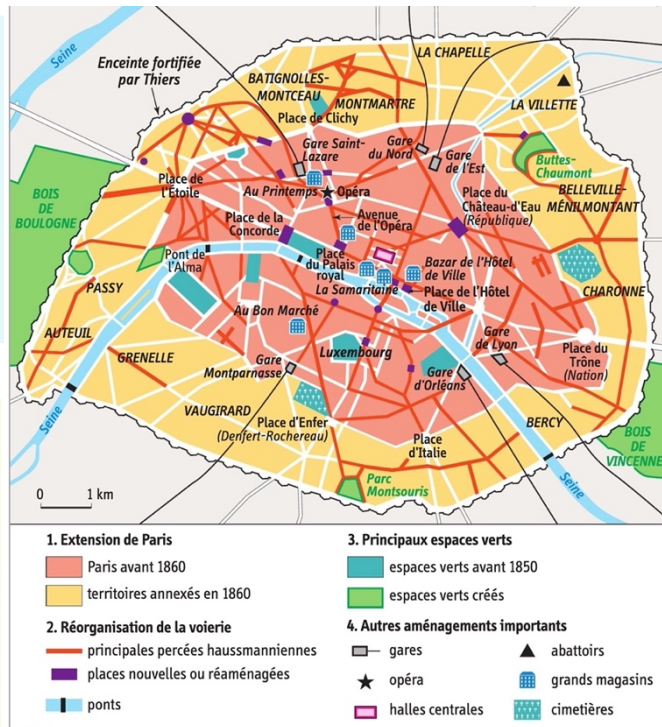 Seine
Enceinte fortifiée
par Thiers
LA CHAPELLE
BATIGNOLLES-
MONTCEAU
MONTMARTRE
LA VILLETTE
Place de Clichy
Gare Saint-
Lazare
Gare
du Nord
Gare
de l'Est
Buttes-
Chaumont
Place de
l'Étoile
Au Printemps
Opéra
Place du
Château-d'Eau
(République)
BELLEVILLE-
MÉNILMONTANT
BOIS
DE
BOULOGNE
Place de la
Concorde
Avenue
de l'Opéra
Pont de
l'Alma
Place
du Palais
royal
Bazar de l'Hôtel
de Ville
La Samaritaine
Place de l'Hôtel
de Ville
CHARONNE
PASSY
Au Bon Marché
AUTEUIL
GRENELLE
Luxembourg
Gare
de Lyon
Place du
Trône
(Nation)
Gare
Montparnasse
Gare
d'Orléans
VAUGIRARD
Place d'Enfer
(Denfert-Rochereau)
Place
d'Italie
BERCY
BOIS
DE
VINCENNE
Seine
Parc
Montsouris
Seine
0 1 km
1. Extension de Paris
Paris avant 1860
territoires annexés en 1860
2. Réorganisation de la voierie
principales percées haussmanniennes
places nouvelles ou réaménagées
ponts
3. Principaux espaces verts
espaces verts avant 1850
espaces verts créés
4. Autres aménagements importants
gares
abattoirs
opéra
grands magasins
halles centrales
cimetières